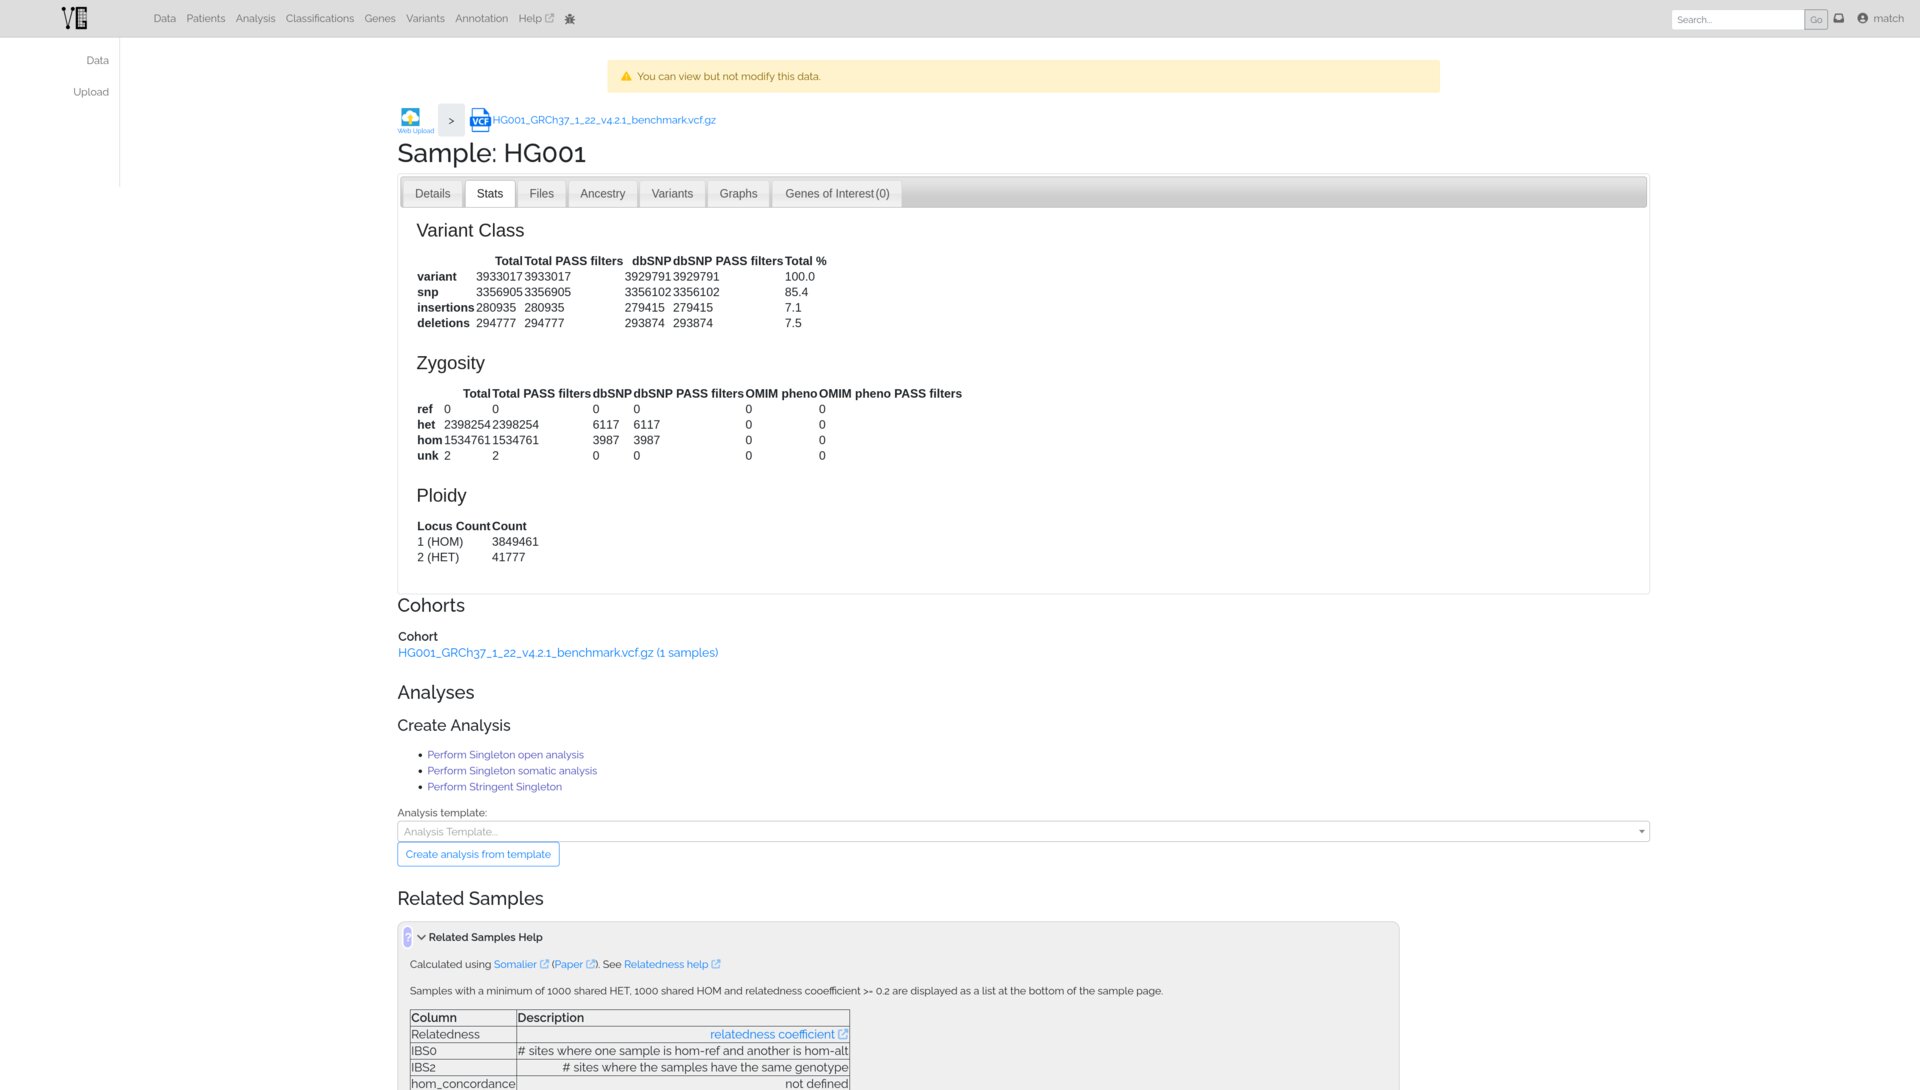 VG Data Patients Analysis Classifications Genes Variants Annotation Help Search... Go match
Data
Upload
You can view but not modify this data.
Web Upload > VCF HG001_GRCh37_1_22_v4.2.1_benchmark.vcf.gz
Sample: HG001
Details Stats Files Ancestry Variants Graphs Genes of Interest (0)
Variant Class
Total Total PASS filters dbSNP dbSNP PASS filters Total %
variant 3933017 3933017 3929791 3929791 100.0
snp 3356905 3356905 3356102 3356102 85.4
insertions 280935 280935 279415 279415 7.1
deletions 294777 294777 293874 293874 7.5
Zygosity
Total Total PASS filters dbSNP dbSNP PASS filters OMIM pheno OMIM pheno PASS filters
ref 0 0 0 0 0 0
het 2398254 2398254 6117 6117 0 0
hom 1534761 1534761 3987 3987 0 0
unk 2 2 0 0 0 0
Ploidy
Locus Count Count
1 (HOM) 3849461
2 (HET) 41777
Cohorts
Cohort
HG001_GRCh37_1_22_v4.2.1_benchmark.vcf.gz (1 samples)
Analyses
Create Analysis
• Perform Singleton open analysis
• Perform Singleton somatic analysis
• Perform Stringent Singleton
Analysis template:
Analysis Template...
Create analysis from template
Related Samples
? Related Samples Help
Calculated using Somalier (Paper). See Relatedness help
Samples with a minimum of 1000 shared HET, 1000 shared HOM and relatedness cooefficient >= 0.2 are displayed as a list at the bottom of the sample page.
Column Description
Relatedness relatedness coefficient
IBS0 # sites where one sample is hom-ref and another is hom-alt
IBS2 # sites where the samples have the same genotype
hom_concordance not defined